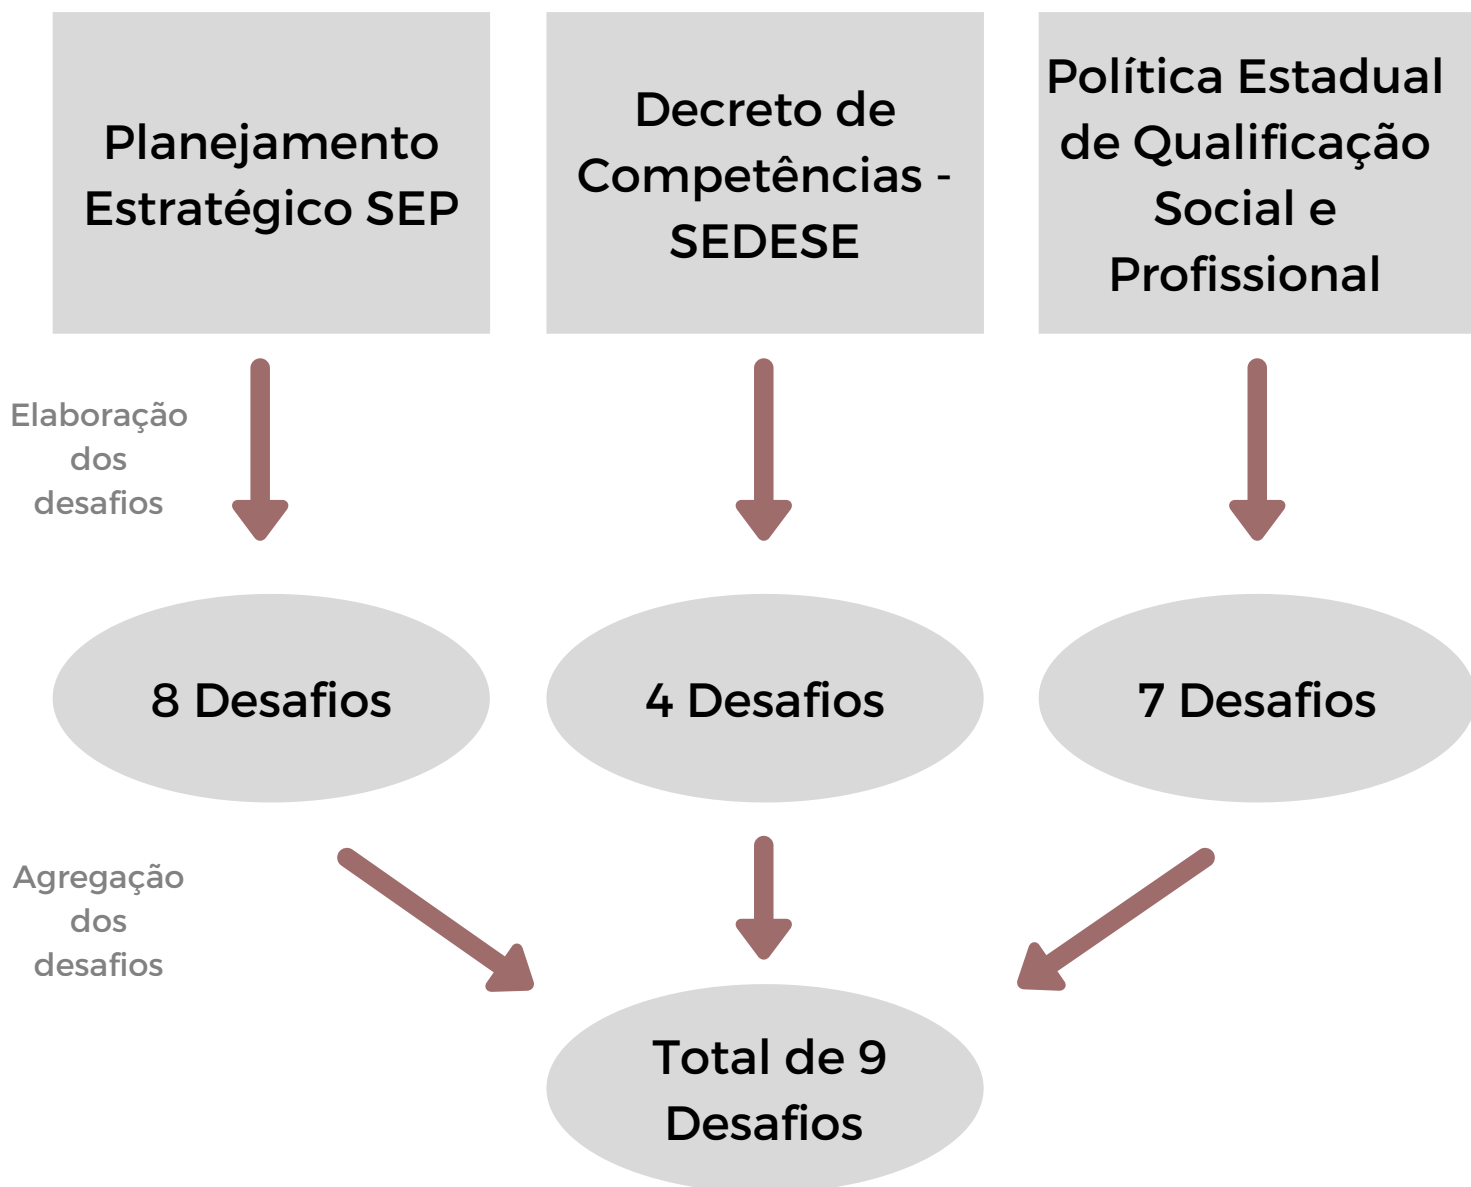 Planejamento
Estratégico SEP
Decreto de
Competências -
SEDESE
Política Estadual
de Qualificação
Social e
Profissional
Elaboração
dos
desafios
8 Desafios
4 Desafios
7 Desafios
Agregação
dos
desafios
Total de 9
Desafios